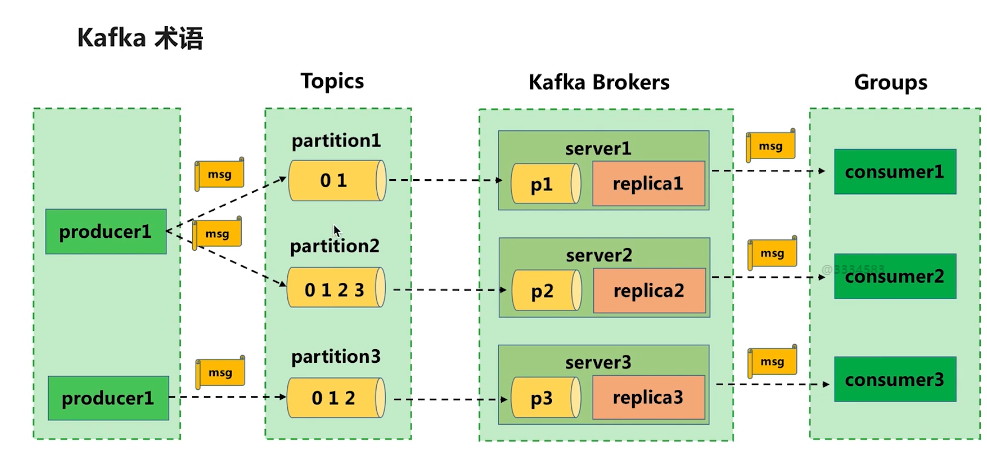 Kafka 术语
Topics
Kafka Brokers
Groups
producer1
producer1
msg
msg
msg
partition1
0 1
partition2
0 1 2 3
partition3
0 1 2
server1
p1
replica1
server2
p2
replica2
server3
p3
replica3
msg
msg
msg
consumer1
consumer2
consumer3